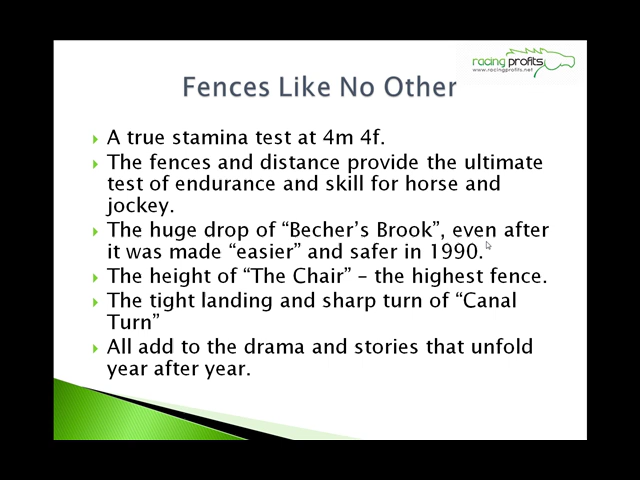 racing profits
www.racingprofits.net
Fences Like No Other
A true stamina test at 4m 4f.
The fences and distance provide the ultimate
test of endurance and skill for horse and
jockey.
The huge drop of “Becher’s Brook”, even after
it was made “easier” and safer in 1990.
The height of “The Chair” – the highest fence.
The tight landing and sharp turn of “Canal
Turn”
All add to the drama and stories that unfold
year after year.